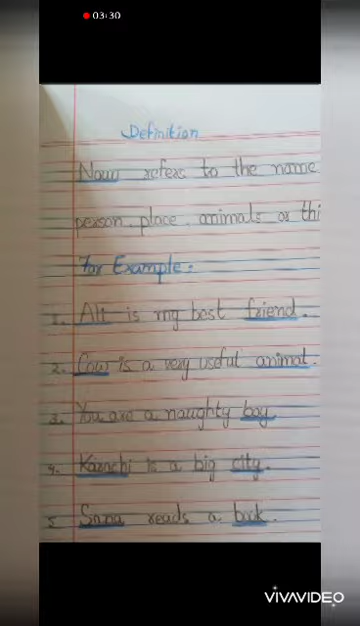 03:30
Definition
Noun refers to the name
person, place, animals or thi
For Example:
1. Ali is my best friend.
2. Cow is a very useful animal.
3. You are a naughty boy
4. Karachi is a big city.
5 Sana reads a book.
VIVAVIDEO